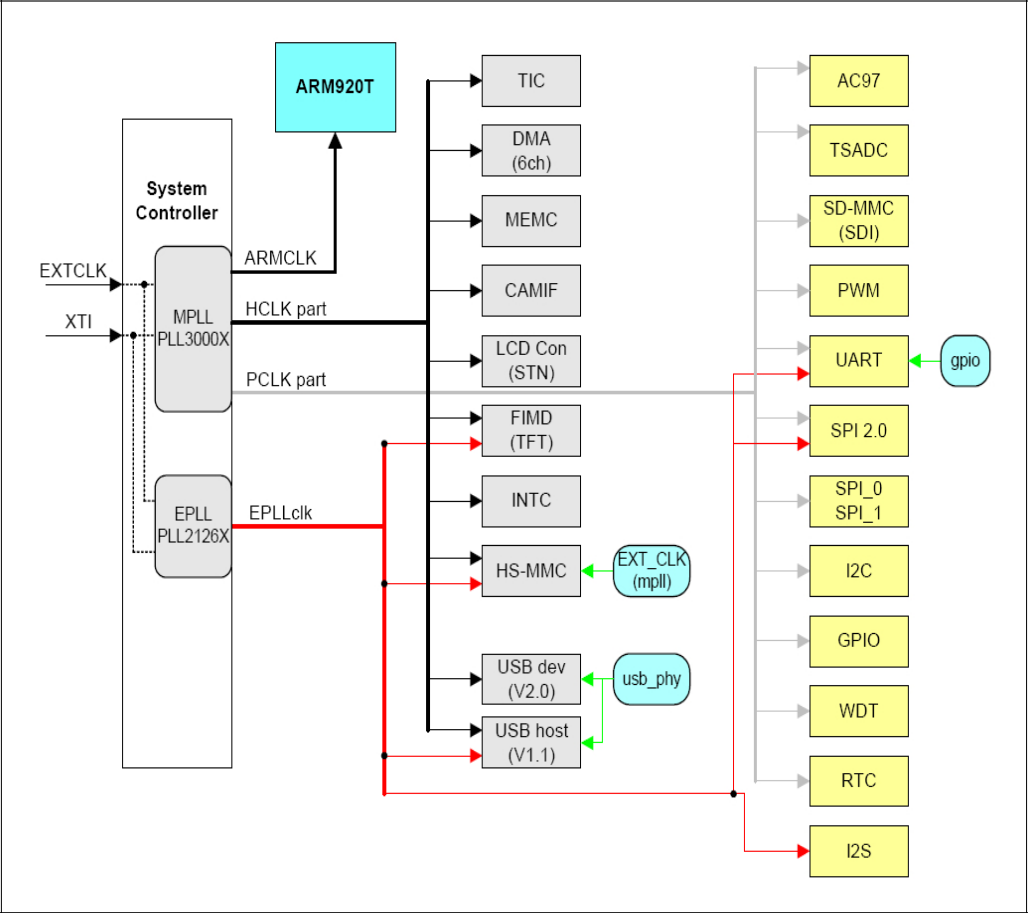 ARM920T
System
Controller
EXTCLK
XTI
MPLL
PLL3000X
EPLL
PLL2126X
ARMCLK
HCLK part
PCLK part
EPLLclk
TIC
DMA
(6ch)
MEMC
CAMIF
LCD Con
(STN)
FIMD
(TFT)
INTC
HS-MMC
EXT_CLK
(mpll)
USB dev
(V2.0)
usb_phy
USB host
(V1.1)
AC97
TSADC
SD-MMC
(SDI)
PWM
UART
gpio
SPI 2.0
SPI_0
SPI_1
I2C
GPIO
WDT
RTC
I2S